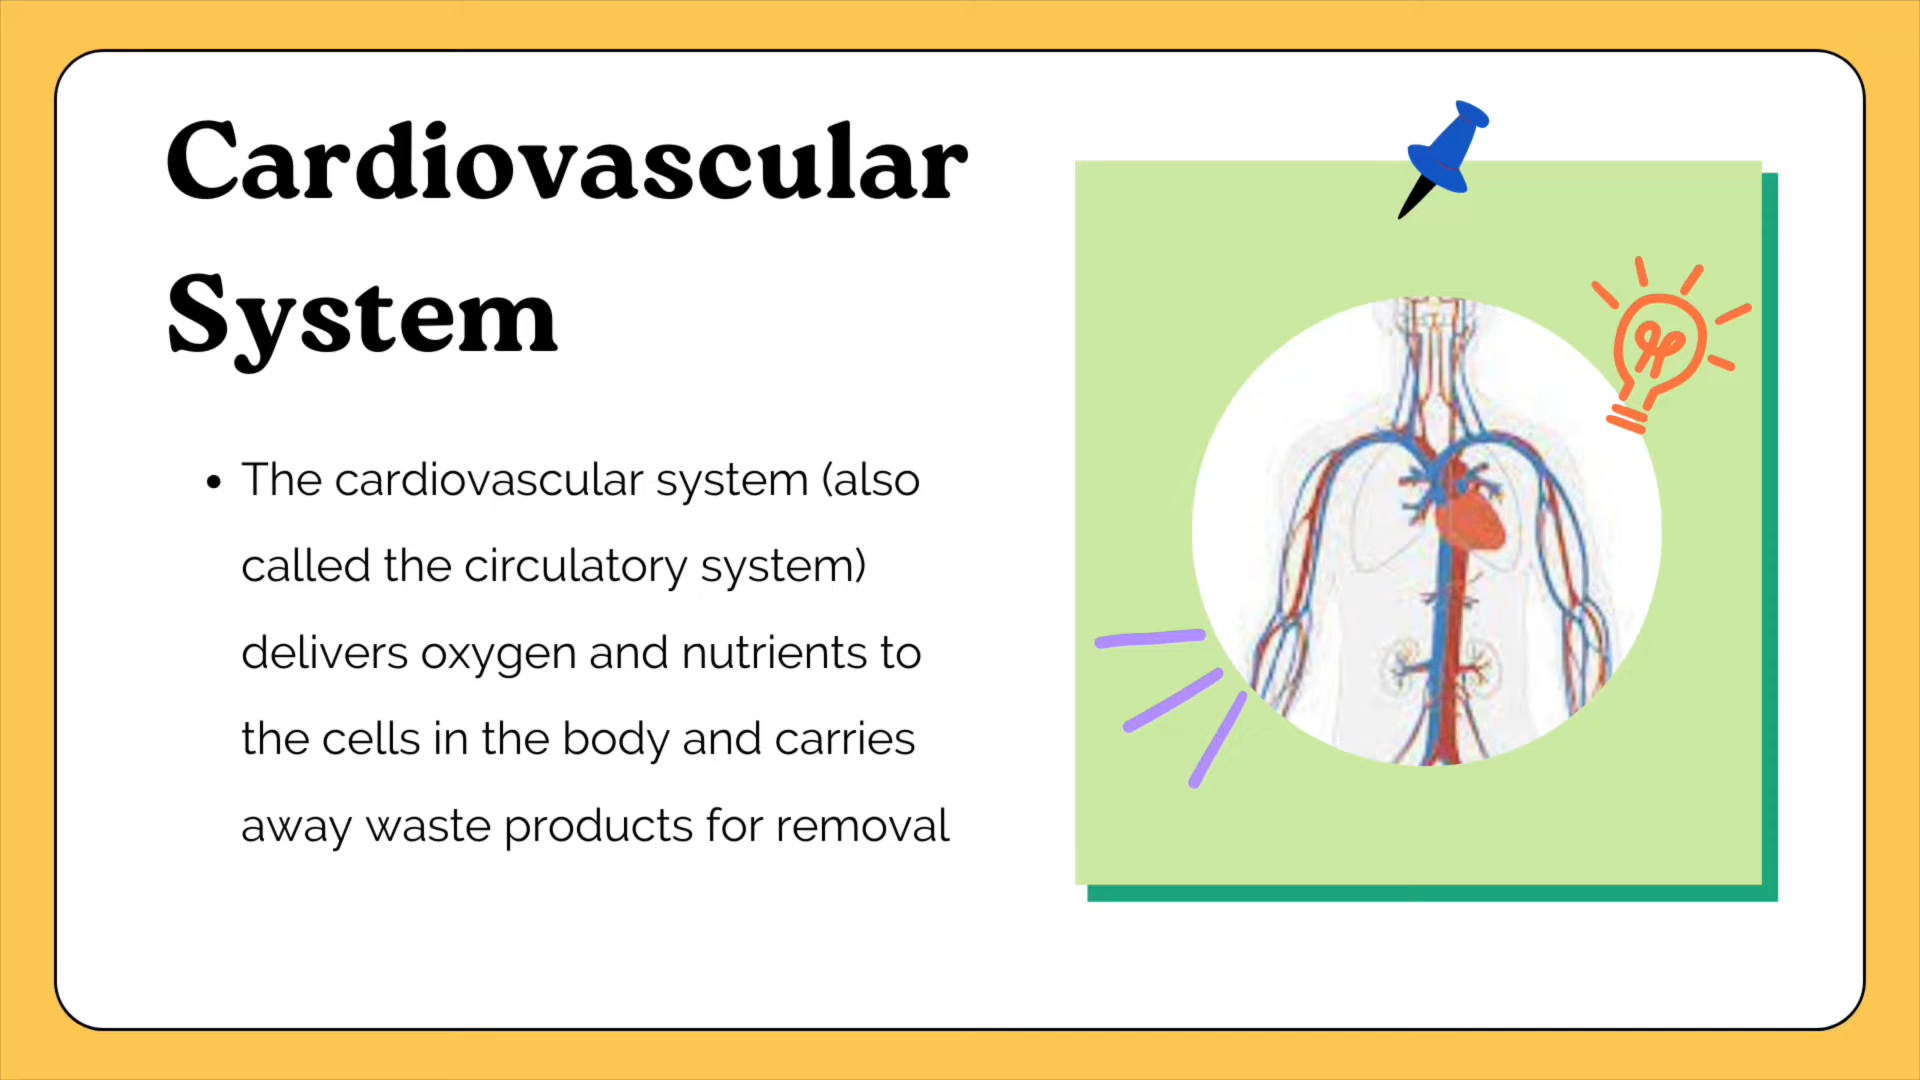 Cardiovascular
System
• The cardiovascular system (also
called the circulatory system)
delivers oxygen and nutrients to
the cells in the body and carries
away waste products for removal